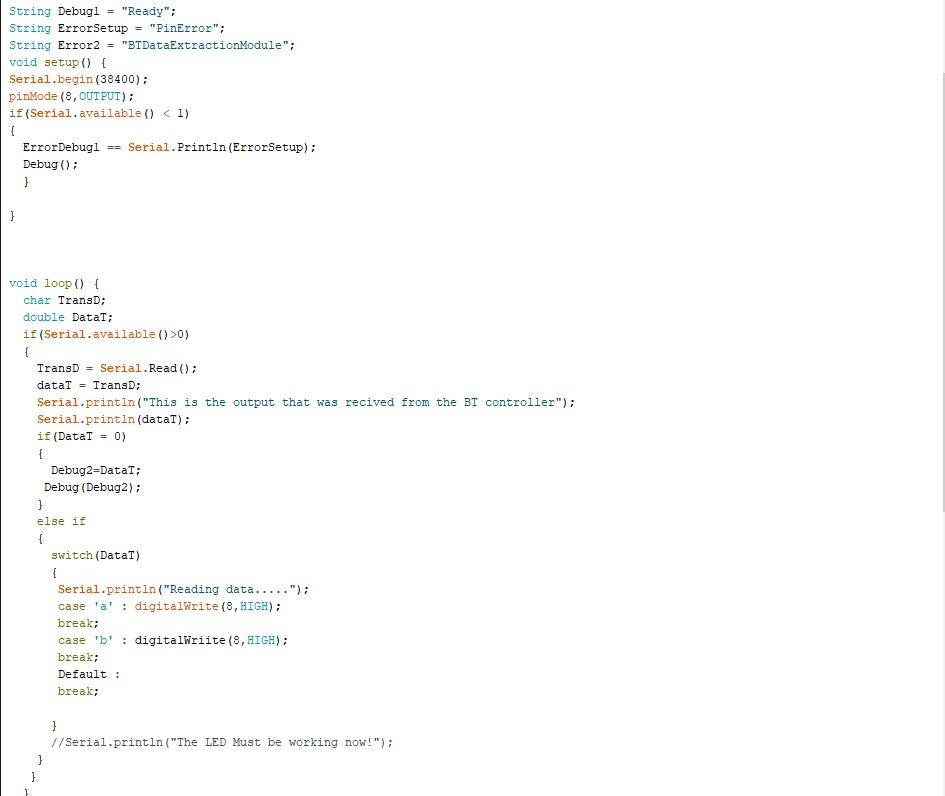 String Debug1 = "Ready";
String ErrorSetup = "PinError";
String Error2 = "BTDataExtractionModule";
void setup() {
Serial.begin(38400);
pinMode(8,OUTPUT);
if(Serial.available() < 1)
{
ErrorDebug1 == Serial.Println(ErrorSetup);
Debug();
}
}
void loop() {
char TransD;
double DataT;
if(Serial.available()>0)
{
TransD = Serial.Read();
dataT = TransD;
Serial.println("This is the output that was recived from the BT controller");
Serial.println(dataT);
if(DataT = 0)
{
Debug2=DataT;
Debug(Debug2);
}
else if
{
switch(DataT)
{
Serial.println("Reading data.....");
case 'a' : digitalWrite(8,HIGH);
break;
case 'b' : digitalWriite(8,HIGH);
break;
Default :
break;
}
//Serial.println("The LED Must be working now!");
}
}
}